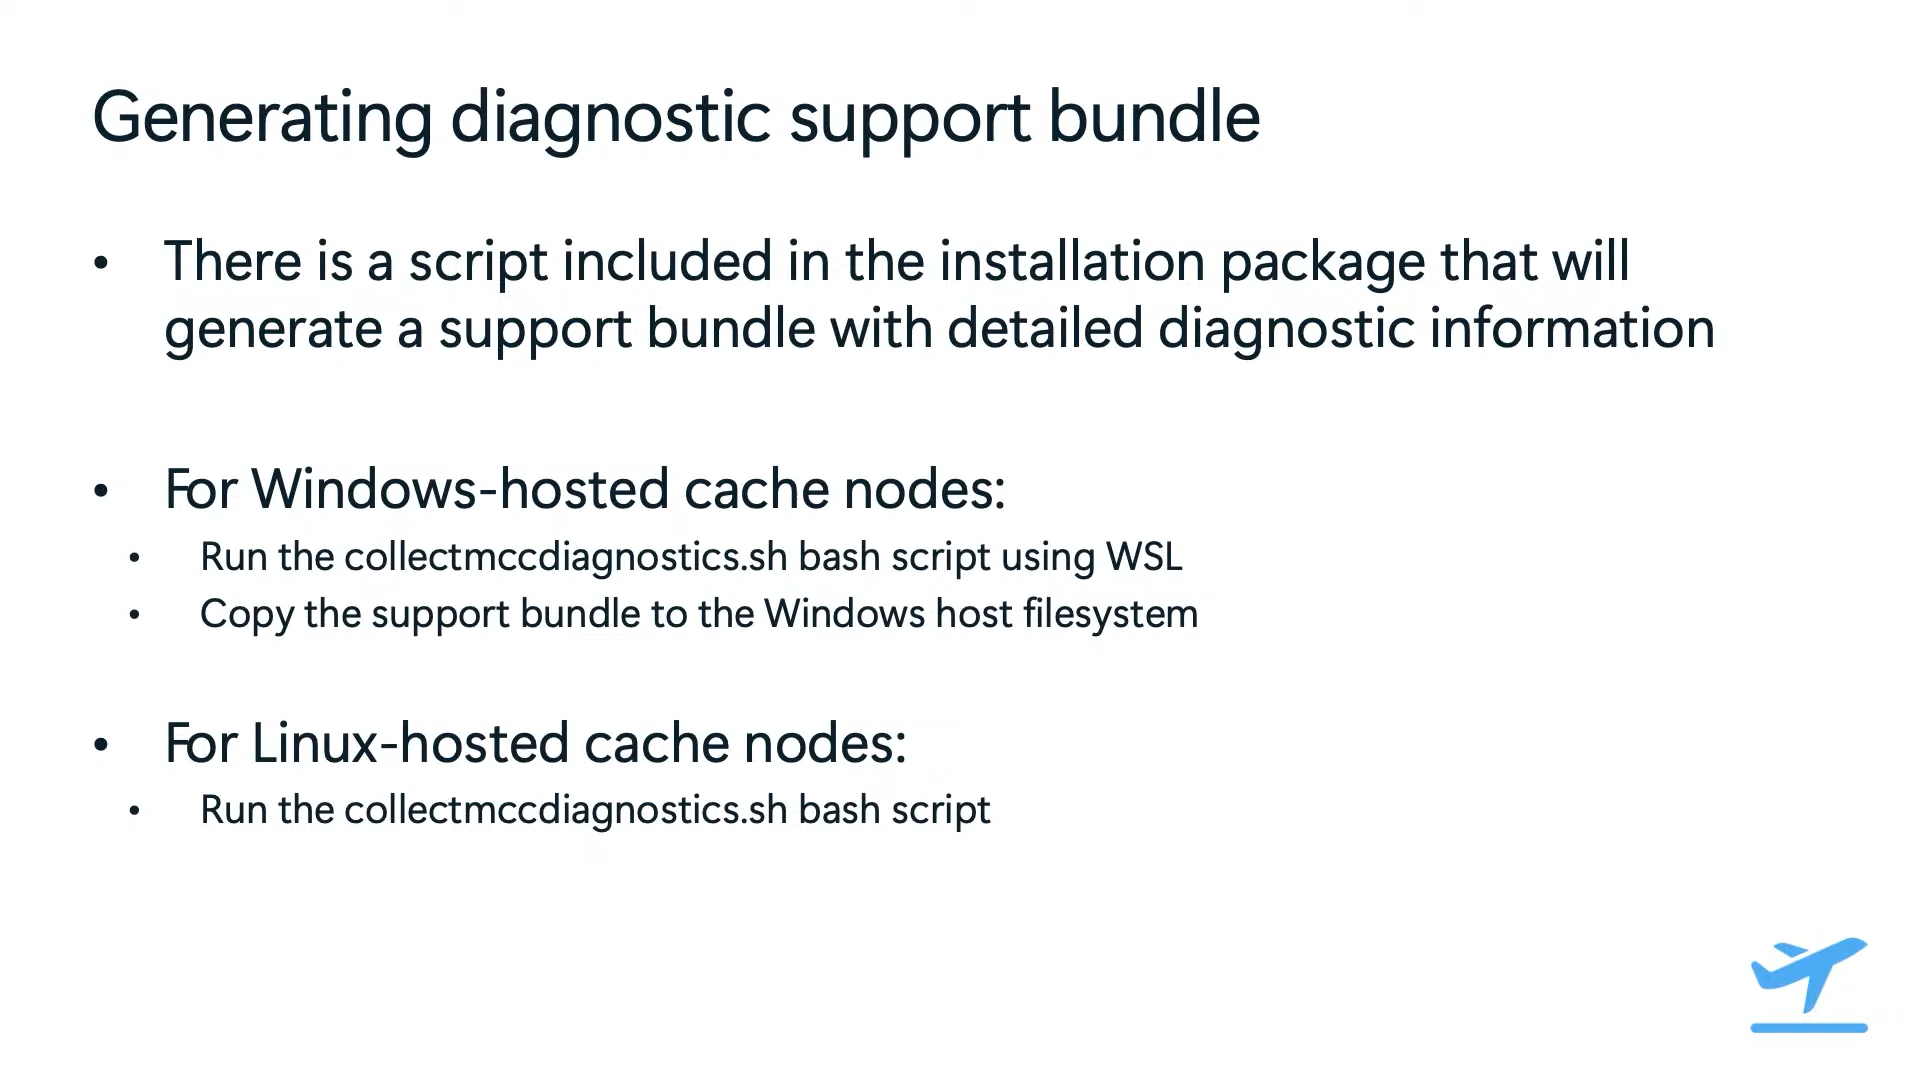 Generating diagnostic support bundle
• There is a script included in the installation package that will
generate a support bundle with detailed diagnostic information
• For Windows-hosted cache nodes:
• Run the collectmccdiagnostics.sh bash script using WSL
• Copy the support bundle to the Windows host filesystem
• For Linux-hosted cache nodes:
• Run the collectmccdiagnostics.sh bash script